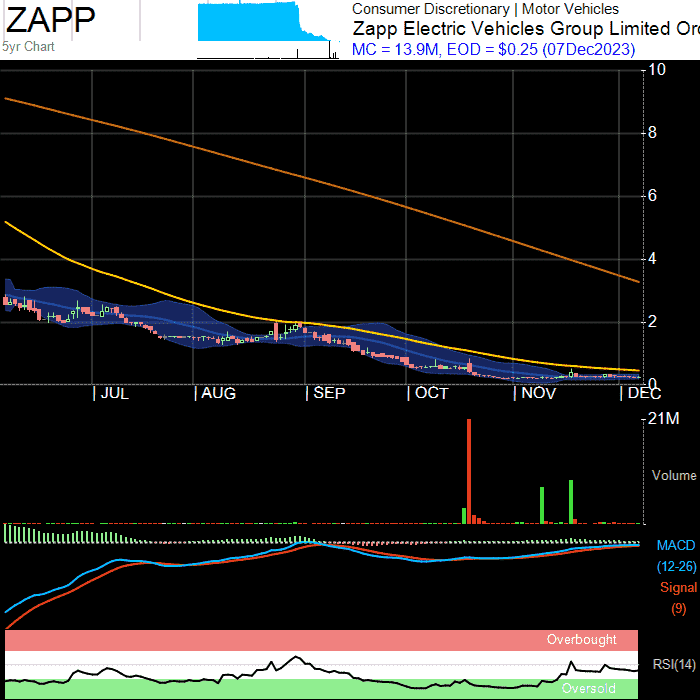 ZAPP
5yr Chart
Consumer Discretionary | Motor Vehicles
Zapp Electric Vehicles Group Limited Ord
MC = 13.9M, EOD = $0.25 (07Dec2023)
10
8
6
4
2
0
JUL
AUG
SEP
OCT
NOV
DEC
21M
Volume
MACD
(12-26)
Signal
(9)
Overbought
RSI(14)
Oversold